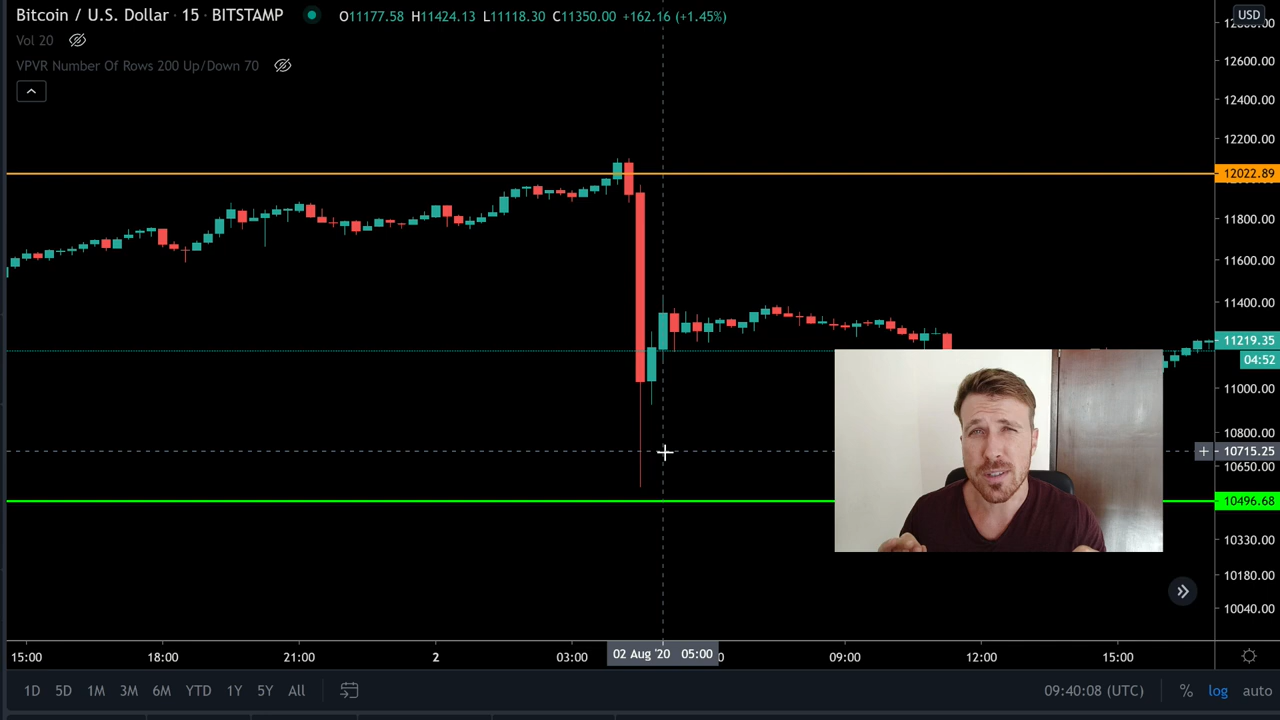 Bitcoin / U.S. Dollar · 15 · BITSTAMP O11177.58 H11424.13 L11118.30 C11350.00 +162.16 (+1.45%)
USD
Vol 20
VPVR Number Of Rows 200 Up/Down 70
12600.00
12400.00
12200.00
12022.89
11800.00
11600.00
11400.00
11219.35
04:52
11000.00
10800.00
10715.25
10650.00
10496.68
10330.00
10180.00
10040.00
15:00 18:00 21:00 2 03:00 02 Aug '20 05:00 09:00 12:00 15:00
1D 5D 1M 3M 6M YTD 1Y 5Y All 09:40:08 (UTC) % log auto